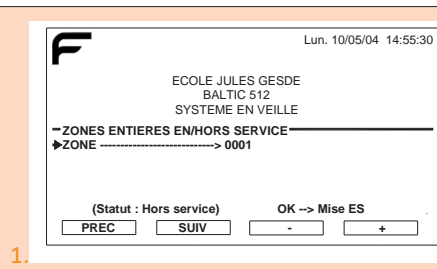 Lun. 10/05/04 14:55:30
ECOLE JULES GESDE
BALTIC 512
SYSTEME EN VEILLE
ZONES ENTIERES EN/HORS SERVICE
ZONE ----------------------------> 0001
(Statut : Hors service) OK --> Mise ES
PREC SUIV - +
1.